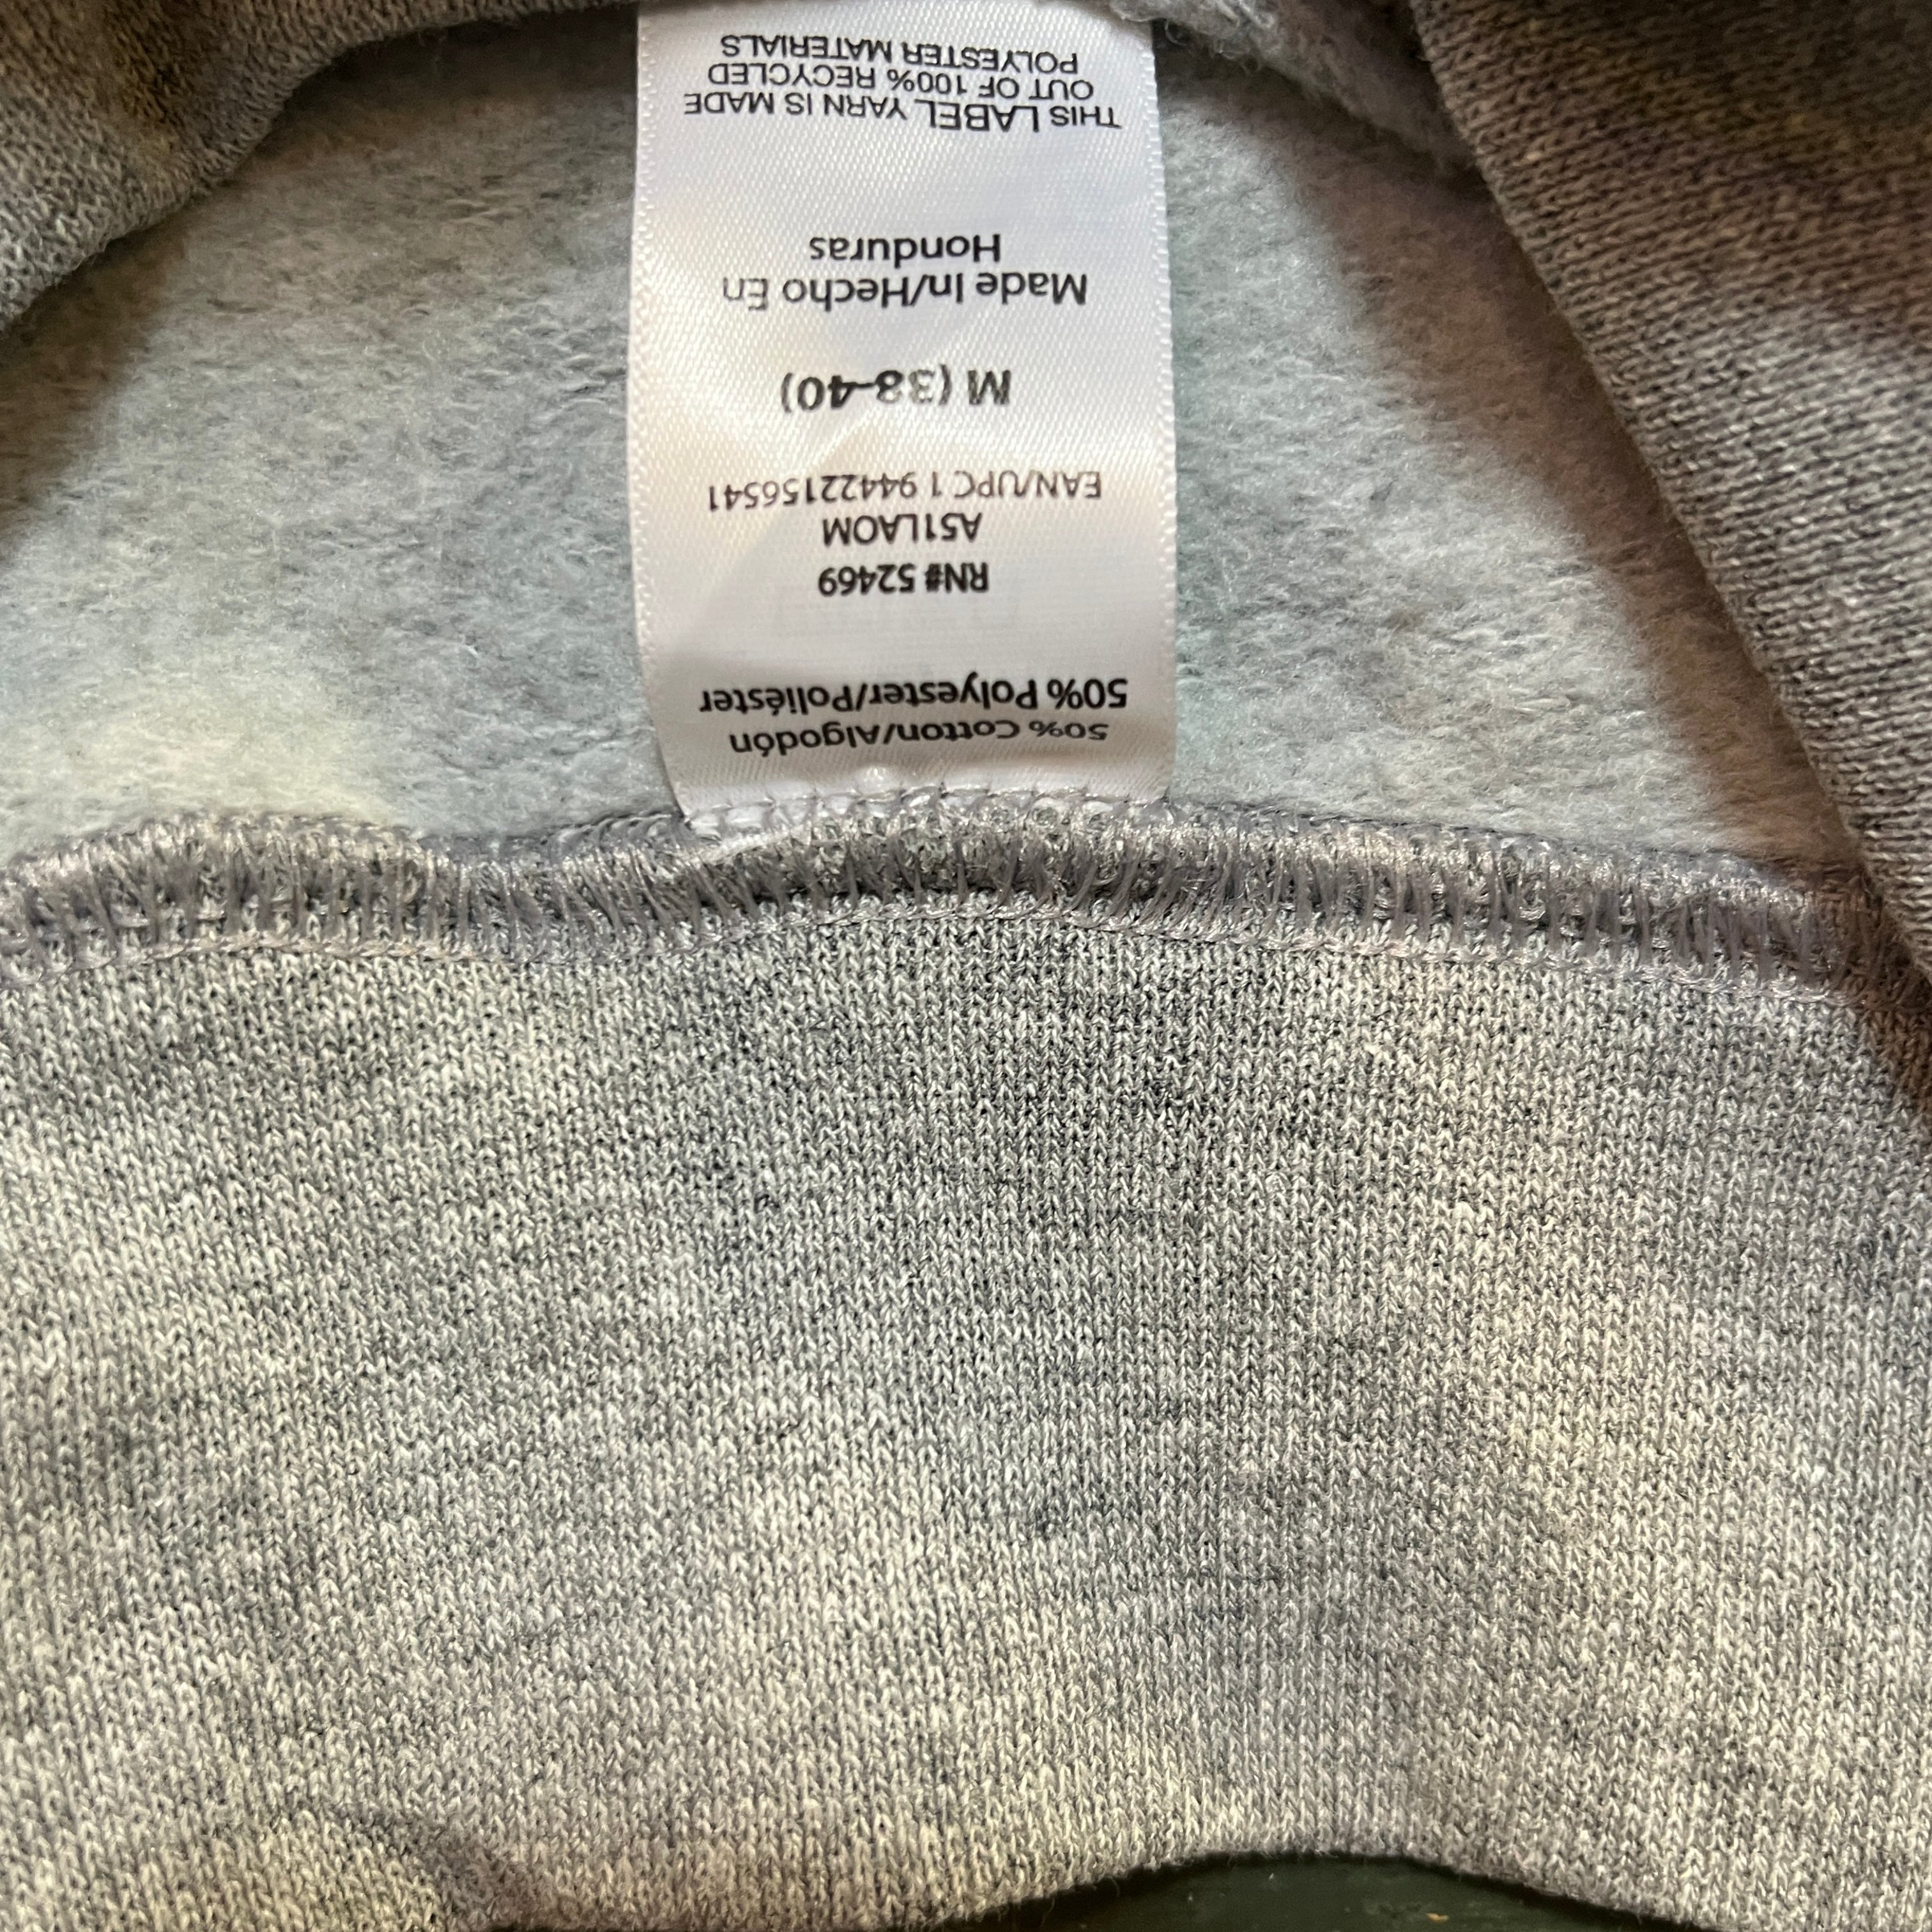 50% Cotton/Algodón
50% Polyester/Poliéster
RN# 52469
A51LAOM
EAN/UPC 1 94422156541
M (38-40)
Made In/Hecho En
Honduras
THIS LABEL YARN IS MADE
OUT OF 100% RECYCLED
POLYESTER MATERIALS